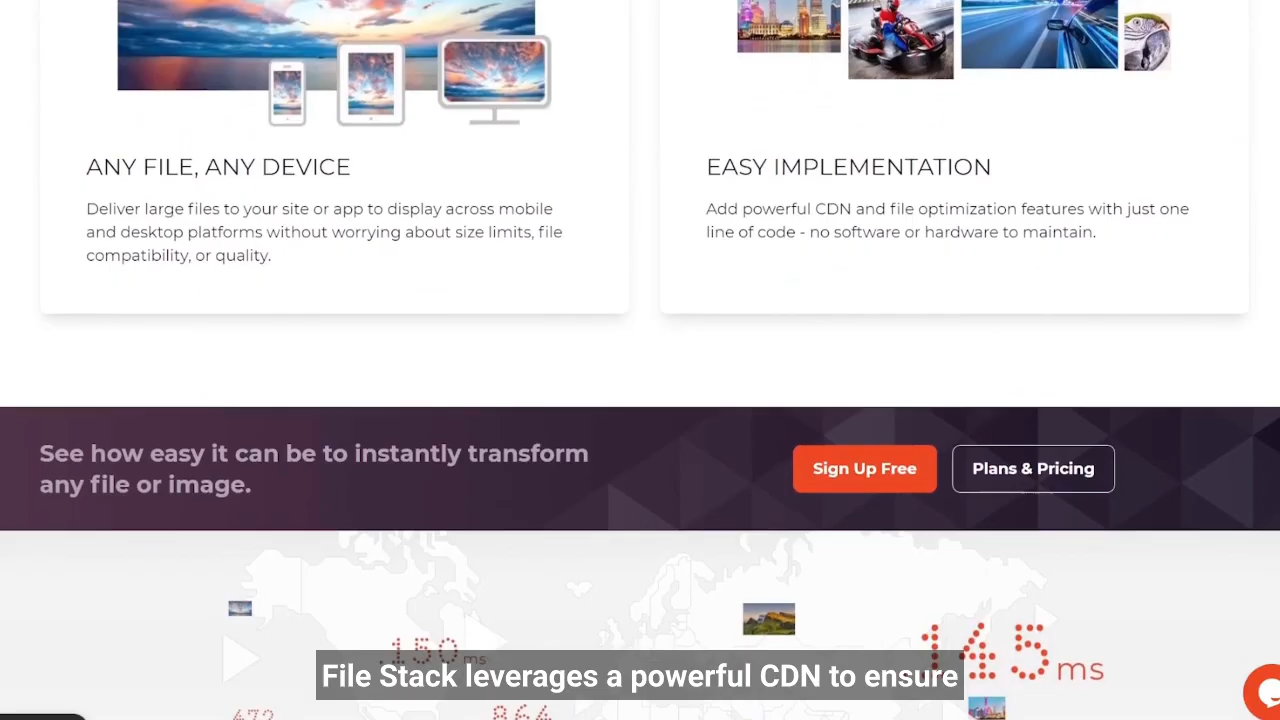 ANY FILE, ANY DEVICE
Deliver large files to your site or app to display across mobile
and desktop platforms without worrying about size limits, file
compatibility, or quality.
EASY IMPLEMENTATION
Add powerful CDN and file optimization features with just one
line of code - no software or hardware to maintain.
See how easy it can be to instantly transform
any file or image.
Sign Up Free
Plans & Pricing
150 ms
145 ms
File Stack leverages a powerful CDN to ensure